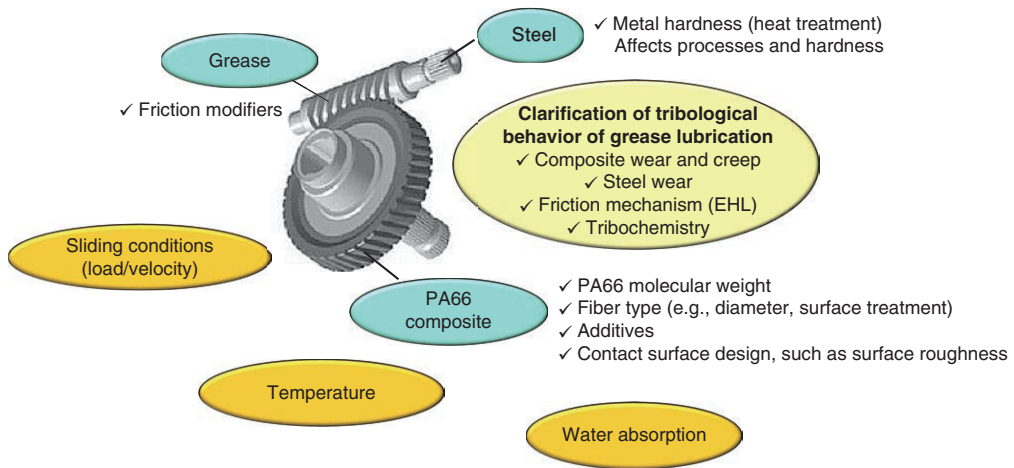 Steel
✓ Metal hardness (heat treatment)
Affects processes and hardness
Grease
✓ Friction modifiers
Clarification of tribological
behavior of grease lubrication
✓ Composite wear and creep
✓ Steel wear
✓ Friction mechanism (EHL)
✓ Tribochemistry
Sliding conditions
(load/velocity)
PA66
composite
✓ PA66 molecular weight
✓ Fiber type (e.g., diameter, surface treatment)
✓ Additives
✓ Contact surface design, such as surface roughness
Temperature
Water absorption